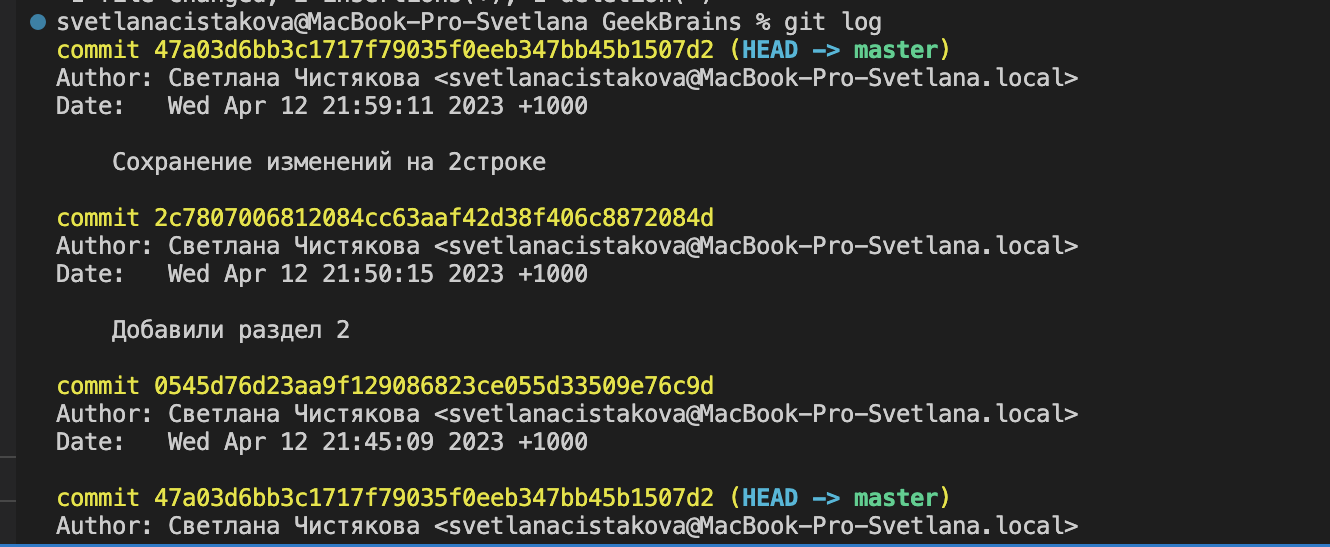 svetlanacistakova@MacBook-Pro-Svetlana GeekBrains % git log
commit 47a03d6bb3c1717f79035f0eeb347bb45b1507d2 (HEAD -> master)
Author: Светлана Чистякова <svetlanacistakova@MacBook-Pro-Svetlana.local>
Date:   Wed Apr 12 21:59:11 2023 +1000
Сохранение изменений на 2строке
commit 2c7807006812084cc63aaf42d38f406c8872084d
Author: Светлана Чистякова <svetlanacistakova@MacBook-Pro-Svetlana.local>
Date:   Wed Apr 12 21:50:15 2023 +1000
Добавили раздел 2
commit 0545d76d23aa9f129086823ce055d33509e76c9d
Author: Светлана Чистякова <svetlanacistakova@MacBook-Pro-Svetlana.local>
Date:   Wed Apr 12 21:45:09 2023 +1000
commit 47a03d6bb3c1717f79035f0eeb347bb45b1507d2 (HEAD -> master)
Author: Светлана Чистякова <svetlanacistakova@MacBook-Pro-Svetlana.local>